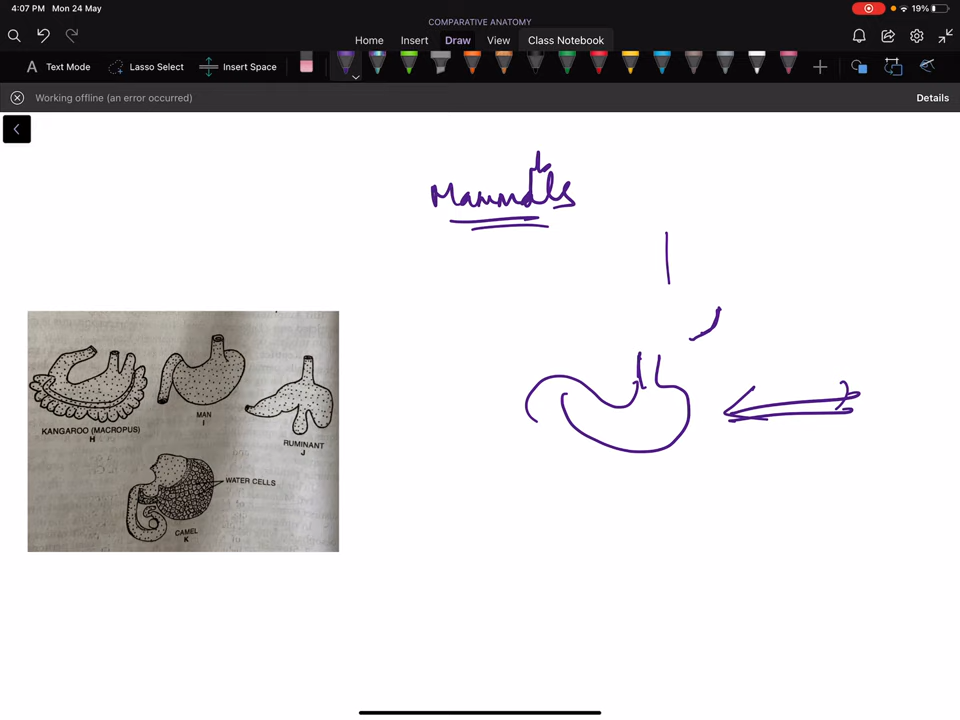 4:07 PM Mon 24 May
19%
COMPARATIVE ANATOMY
Home Insert Draw View Class Notebook
A Text Mode Lasso Select Insert Space
Working offline (an error occurred) Details
Mammals
KANGAROO (MACROPUS)
H
MAN
I
RUMINANT
J
WATER CELLS
CAMEL
K